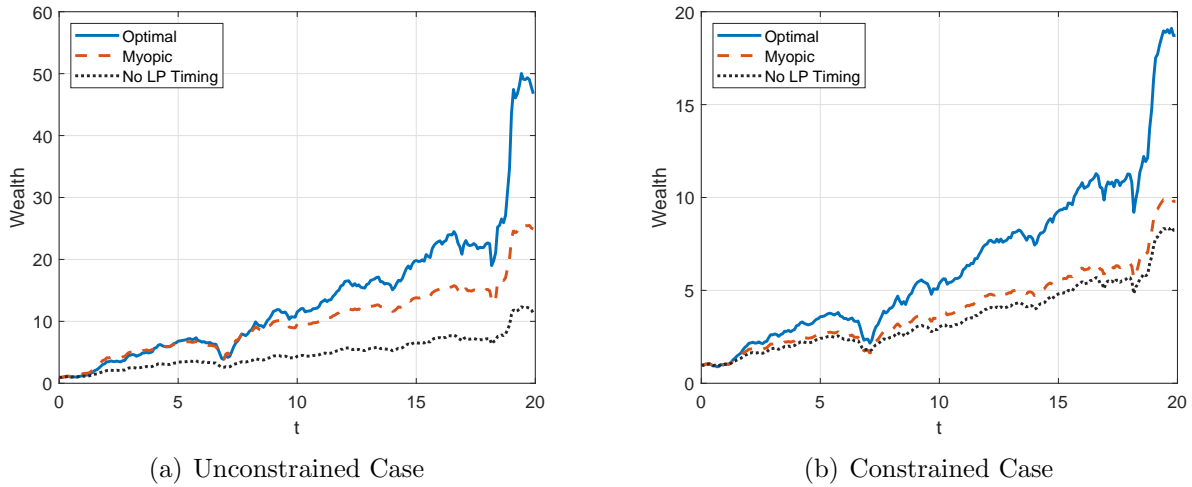 60
50
40
30
20
10
0
Wealth
Optimal
Myopic
No LP Timing
0 5 10 15 20
t
(a) Unconstrained Case
20
15
10
5
0
Wealth
Optimal
Myopic
No LP Timing
0 5 10 15 20
t
(b) Constrained Case